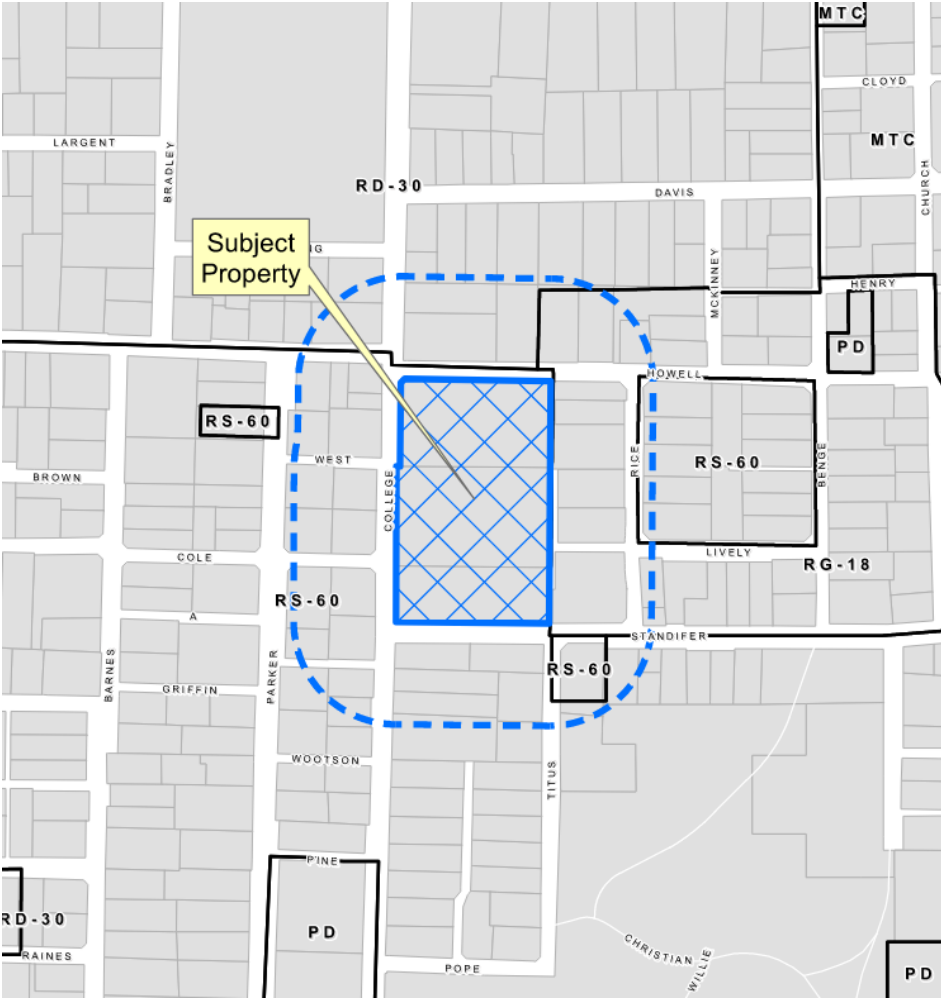 MTC
CLOYD
LARGENT
MTC
BRADLEY
CHURCH
RD-30
DAVIS
Subject
Property
NG
MCKINNEY
HENRY
PD
HOWELL
RS-60
WEST
RICE
RS-60
BENGE
BROWN
COLLEGE
COLE
LIVELY
RG-18
RS-60
A
STANDIFER
BARNES
PARKER
RS-60
GRIFFIN
WOOTSON
TITUS
PINE
RD-30
PD
RAINES
POPE
CHRISTIAN
WILLIE
PD